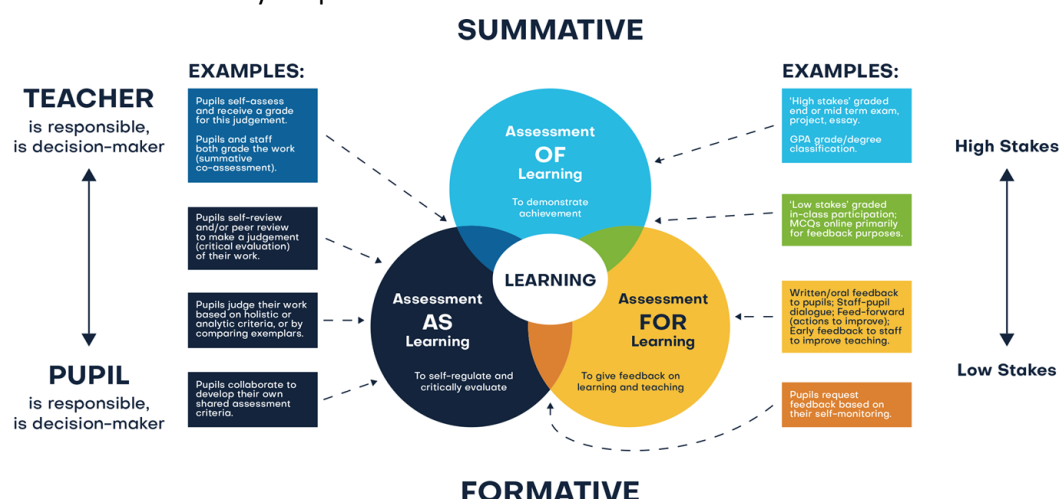 SUMMATIVE
EXAMPLES:
EXAMPLES:
TEACHER
is responsible,
is decision-maker
Pupils self-assess
and receive a grade
for this judgement.
Pupils and staff
both grade the work
(summative
co-assessment).
Assessment
OF
Learning
To demonstrate
achievement
'High stakes' graded
end or mid term exam,
project, essay.
GPA grade/degree
classification.
High Stakes
Pupils self-review
and/or peer review
to make a judgement
(critical evaluation)
of their work.
'Low stakes' graded
in-class participation;
MCQs online primarily
for feedback purposes.
LEARNING
Pupils judge their work
based on holistic or
analytic criteria, or by
comparing exemplars.
Assessment
AS
Learning
To self-regulate and
critically evaluate
Assessment
FOR
Learning
To give feedback on
learning and teaching
Written/oral feedback
to pupils; Staff-pupil
dialogue; Feed-forward
(actions to improve);
Early feedback to staff
to improve teaching.
PUPIL
is responsible,
is decision-maker
Pupils collaborate to
develop their own
shared assessment
criteria.
Pupils request
feedback based on
their self-monitoring.
Low Stakes
FORMATIVE